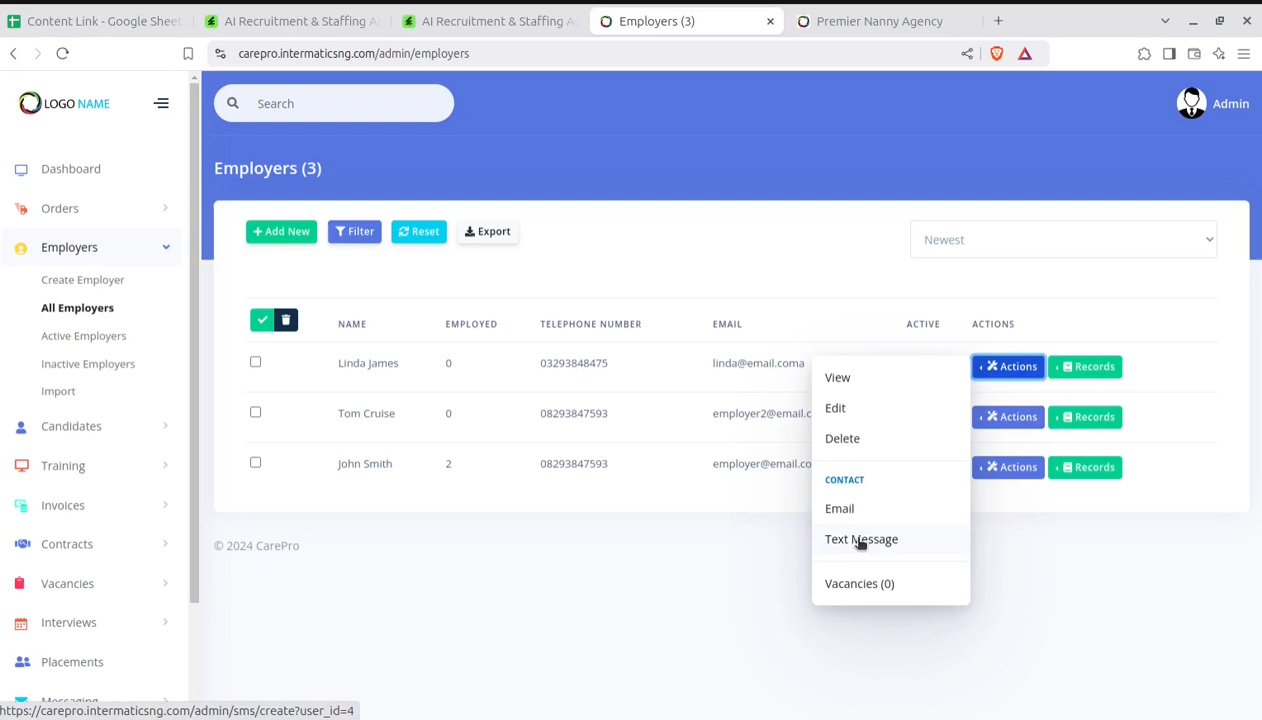 Content Link - Google Sheet
AI Recruitment & Staffing A
AI Recruitment & Staffing A
Employers (3)
Premier Nanny Agency
carepro.intermaticsng.com/admin/employers
LOGO NAME
Search
Admin
Dashboard
Orders
Employers
Create Employer
All Employers
Active Employers
Inactive Employers
Import
Candidates
Training
Invoices
Contracts
Vacancies
Interviews
Placements
Messaging
Employers (3)
+ Add New
Filter
Reset
Export
Newest
NAME EMPLOYED TELEPHONE NUMBER EMAIL ACTIVE ACTIONS
Linda James 0 03293848475 linda@email.coma Actions Records
Tom Cruise 0 08293847593 employer2@email.c Actions Records
John Smith 2 08293847593 employer@email.co Actions Records
View
Edit
Delete
CONTACT
Email
Text Message
Vacancies (0)
© 2024 CarePro
https://carepro.intermaticsng.com/admin/sms/create?user_id=4